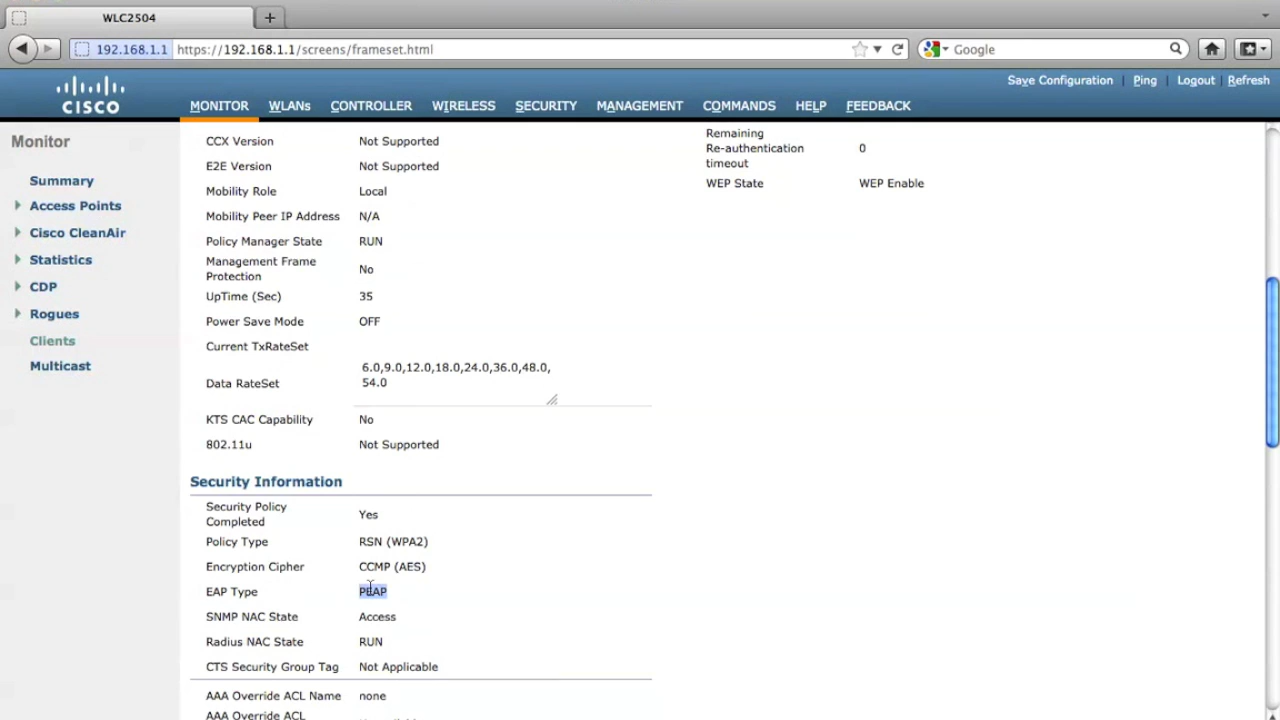 WLC2504
192.168.1.1 https://192.168.1.1/screens/frameset.html Google
Save Configuration | Ping | Logout | Refresh
CISCO
MONITOR WLANs CONTROLLER WIRELESS SECURITY MANAGEMENT COMMANDS HELP FEEDBACK
Monitor
Summary
Access Points
Cisco CleanAir
Statistics
CDP
Rogues
Clients
Multicast
CCX Version Not Supported
E2E Version Not Supported
Mobility Role Local
Mobility Peer IP Address N/A
Policy Manager State RUN
Management Frame
Protection No
UpTime (Sec) 35
Power Save Mode OFF
Current TxRateSet
6.0,9.0,12.0,18.0,24.0,36.0,48.0,
Data RateSet 54.0
KTS CAC Capability No
802.11u Not Supported
Remaining
Re-authentication 0
timeout
WEP State WEP Enable
Security Information
Security Policy
Completed Yes
Policy Type RSN (WPA2)
Encryption Cipher CCMP (AES)
EAP Type PEAP
SNMP NAC State Access
Radius NAC State RUN
CTS Security Group Tag Not Applicable
AAA Override ACL Name none
AAA Override ACL